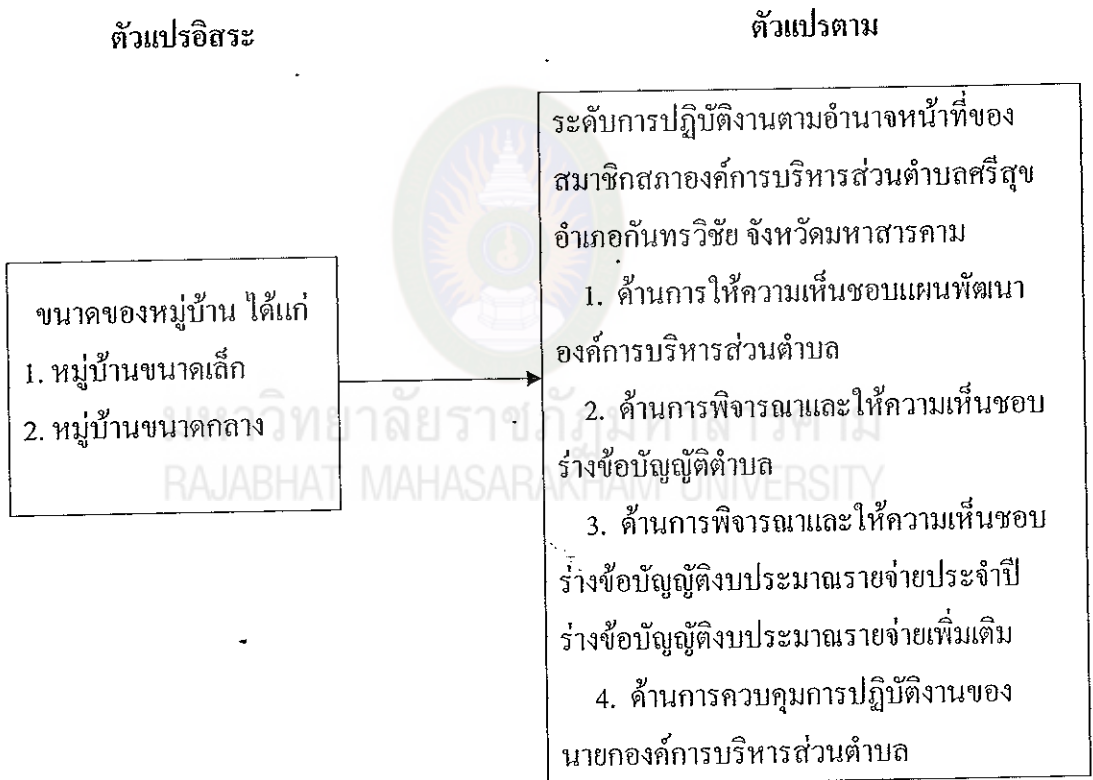 ตัวแปรอิสระ
ตัวแปรตาม
ขนาดของหมู่บ้าน ได้แก่
1. หมู่บ้านขนาดเล็ก
2. หมู่บ้านขนาดกลาง
ระดับการปฏิบัติงานตามอำนาจหน้าที่ของ
สมาชิกสภาองค์การบริหารส่วนตำบลศรีสุข
อำเภอกันทรวิชัย จังหวัดมหาสารคาม
1. ด้านการให้ความเห็นชอบแผนพัฒนา
องค์การบริหารส่วนตำบล
2. ด้านการพิจารณาและให้ความเห็นชอบ
ร่างข้อบัญญัติตำบล
3. ด้านการพิจารณาและให้ความเห็นชอบ
ร่างข้อบัญญัติงบประมาณรายจ่ายประจำปี
ร่างข้อบัญญัติงบประมาณรายจ่ายเพิ่มเติม
4. ด้านการควบคุมการปฏิบัติงานของ
นายกองค์การบริหารส่วนตำบล
มหาวิทยาลัยราชภัฏมหาสารคาม
RAJABHAT MAHASARAKHAM UNIVERSITY